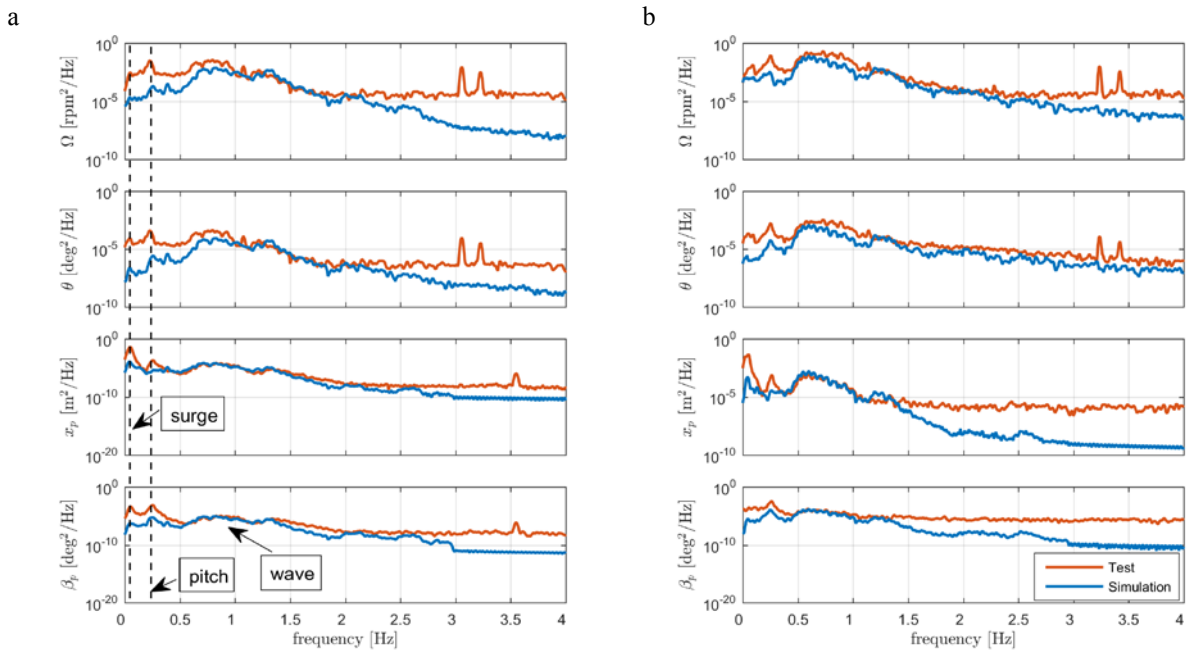 a
10^0
10^-5
10^-10
Ω [rpm²/Hz]
10^0
10^-5
10^-10
θ [deg²/Hz]
10^0
10^-10
10^-20
x_p [m²/Hz]
surge
10^0
10^-10
10^-20
β_p [deg²/Hz]
pitch
wave
0 0.5 1 1.5 2 2.5 3 3.5 4
frequency [Hz]
b
10^0
10^-5
10^-10
Ω [rpm²/Hz]
10^0
10^-5
10^-10
θ [deg²/Hz]
10^0
10^-5
10^-10
x_p [m²/Hz]
10^0
10^-10
10^-20
β_p [deg²/Hz]
Test
Simulation
0 0.5 1 1.5 2 2.5 3 3.5 4
frequency [Hz]